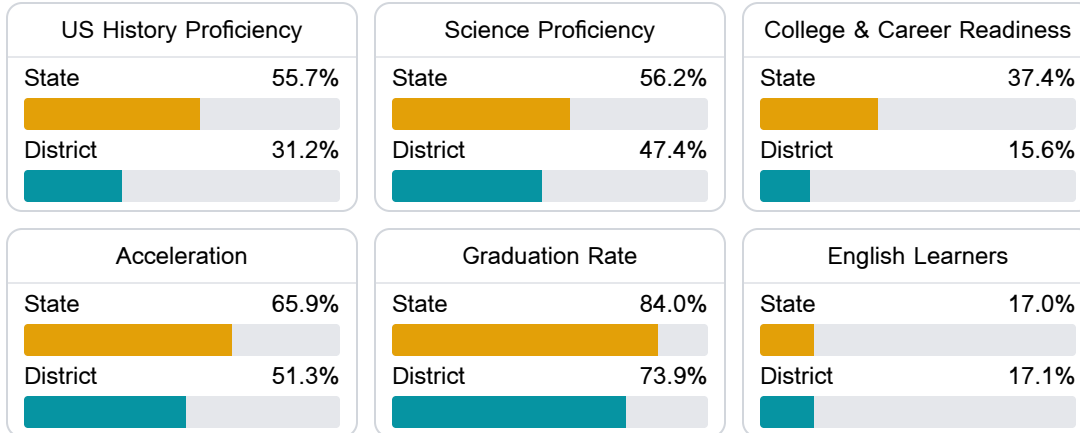 US History Proficiency
State 55.7%
District 31.2%
Science Proficiency
State 56.2%
District 47.4%
College & Career Readiness
State 37.4%
District 15.6%
Acceleration
State 65.9%
District 51.3%
Graduation Rate
State 84.0%
District 73.9%
English Learners
State 17.0%
District 17.1%